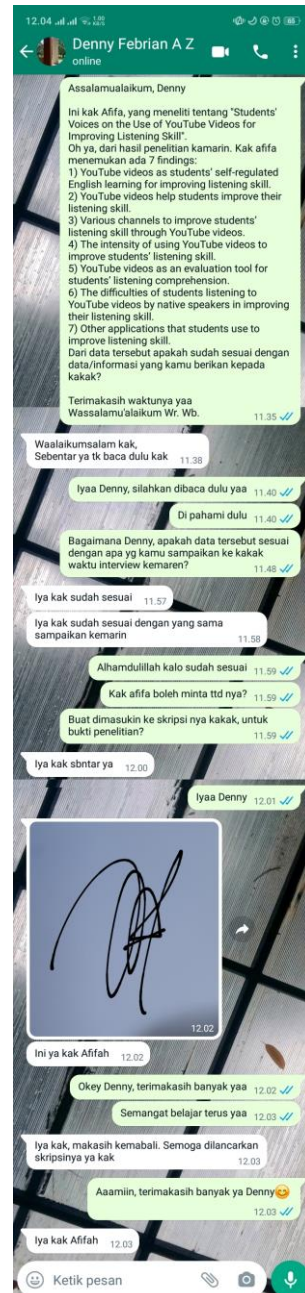 12.04
65
Denny Febrian A Z
online
Assalamualaikum, Denny
Ini kak Afifa, yang meneliti tentang "Students'
Voices on the Use of YouTube Videos for
Improving Listening Skill".
Oh ya, dari hasil penelitian kamarin. Kak afifa
menemukan ada 7 findings:
1) YouTube videos as students' self-regulated
English learning for improving listening skill.
2) YouTube videos help students improve their
listening skill.
3) Various channels to improve students'
listening skill through YouTube videos.
4) The intensity of using YouTube videos to
improve students' listening skill.
5) YouTube videos as an evaluation tool for
students' listening comprehension.
6) The difficulties of students listening to
YouTube videos by native speakers in improving
their listening skill.
7) Other applications that students use to
improve listening skill.
Dari data tersebut apakah sudah sesuai dengan
data/informasi yang kamu berikan kepada
kakak?
Terimakasih waktunya yaa
Wassalamu'alaikum Wr. Wb.
11.35
Waalaikumsalam kak,
Sebentar ya tk baca dulu kak 11.38
Iyaa Denny, silahkan dibaca dulu yaa 11.40
Di pahami dulu 11.40
Bagaimana Denny, apakah data tersebut sesuai
dengan apa yg kamu sampaikan ke kakak
waktu interview kemaren?
11.48
Iya kak sudah sesuai 11.57
Iya kak sudah sesuai dengan yang sama
sampaikan kemarin
11.58
Alhamdulillah kalo sudah sesuai 11.59
Kak afifa boleh minta ttd nya? 11.59
Buat dimasukin ke skripsi nya kakak, untuk
bukti penelitian?
11.59
Iya kak sbntar ya 12.00
Iyaa Denny 12.01
12.02
Ini ya kak Afifah 12.02
Okey Denny, terimakasih banyak yaa 12.02
Semangat belajar terus yaa 12.03
Iya kak, makasih kemabali. Semoga dilancarkan
skripsinya ya kak
12.03
Aaamiin, terimakasih banyak ya Denny😊
12.03
Iya kak Afifah 12.03
Ketik pesan